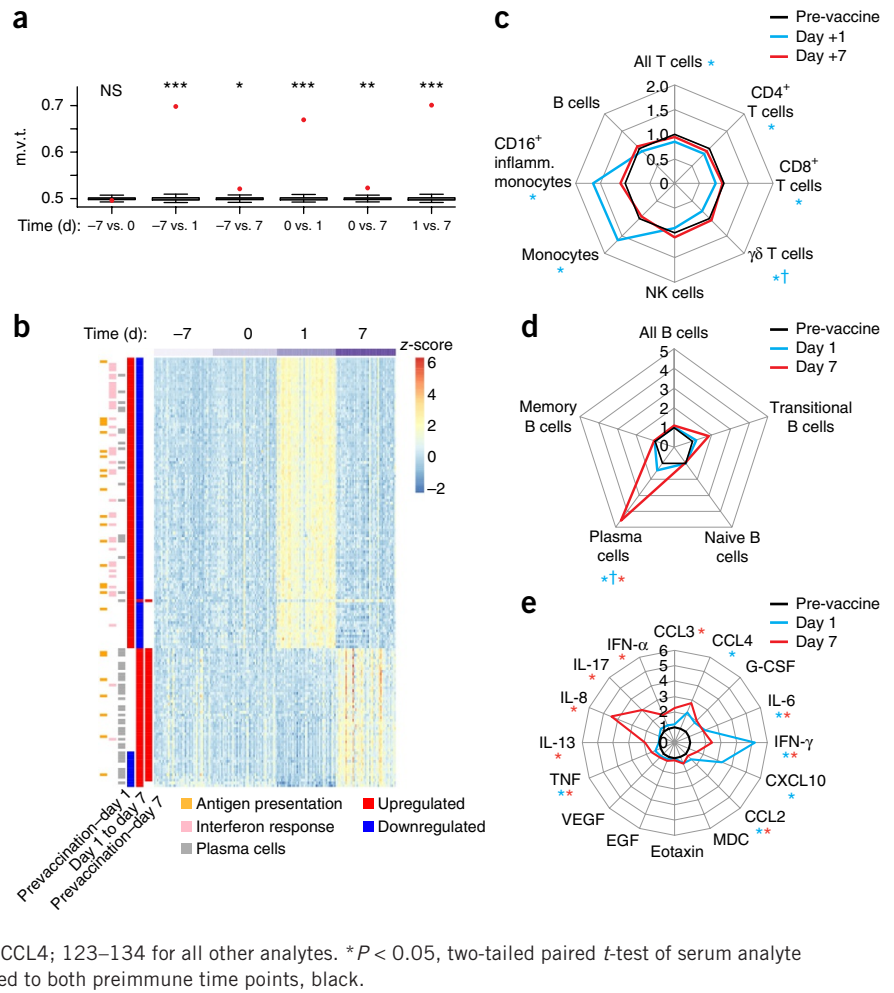 a
NS *** * *** ** ***
0.7
0.6
0.5
m.v.t.
Time (d): –7 vs. 0 –7 vs. 1 –7 vs. 7 0 vs. 1 0 vs. 7 1 vs. 7
b
Time (d): –7 0 1 7
z-score
6
4
2
0
–2
Prevaccination–day 1
Day 1 to day 7
Prevaccination–day 7
Antigen presentation
Interferon response
Plasma cells
Upregulated
Downregulated
c
Pre-vaccine
Day +1
Day +7
All T cells *
CD4+
T cells
*
CD8+
T cells
*
γδ T cells
*†
NK cells
Monocytes
*
CD16+
inflamm.
monocytes
*
B cells
2.0
1.5
1.0
0.5
0
d
Pre-vaccine
Day 1
Day 7
All B cells
Transitional
B cells
Naive B
cells
Plasma
cells
*†*
Memory
B cells
5
4
3
2
1
0
e
Pre-vaccine
Day 1
Day 7
CCL3 *
CCL4
*
G-CSF
IL-6
**
IFN-γ
**
CXCL10
*
CCL2
**
MDC
Eotaxin
EGF
VEGF
TNF
**
IL-13
*
IL-8
*
IL-17
*
IFN-α
*
6
5
4
3
2
1
0
CCL4; 123–134 for all other analytes. *P < 0.05, two-tailed paired t-test of serum analyte
ed to both preimmune time points, black.